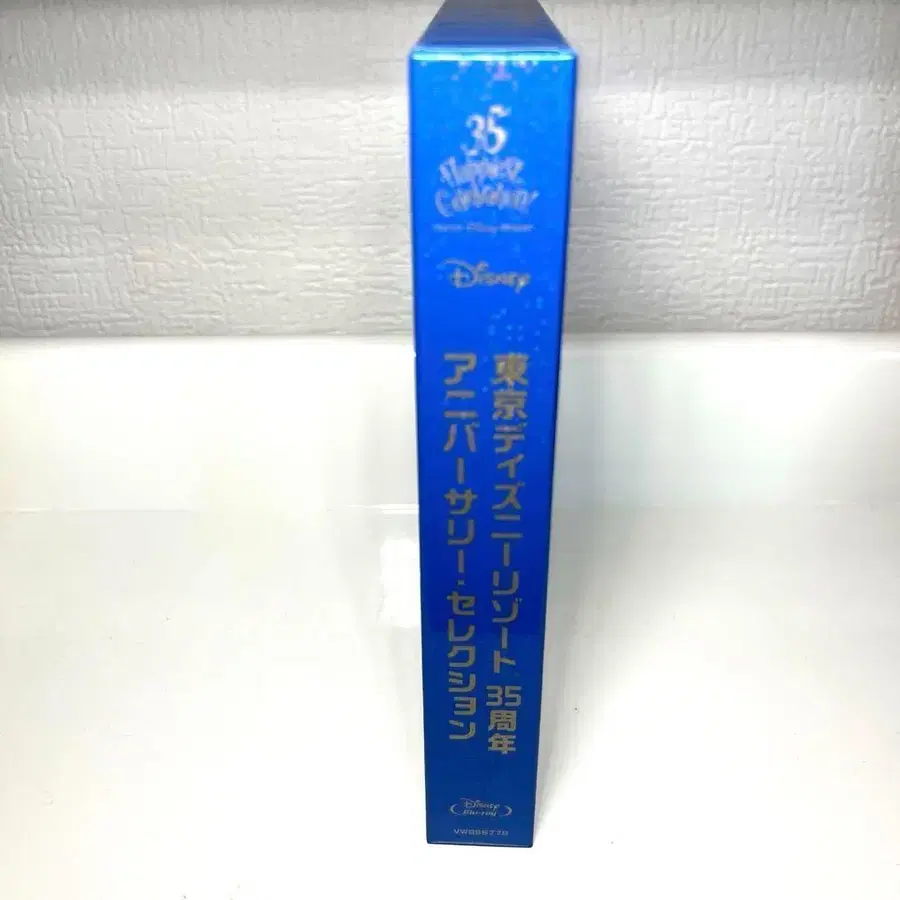 35
Happiest
Celebration!
Disney
東京ディズニーリゾート 35周年
アニバーサリー・セレクション
Disney
Blu-ray